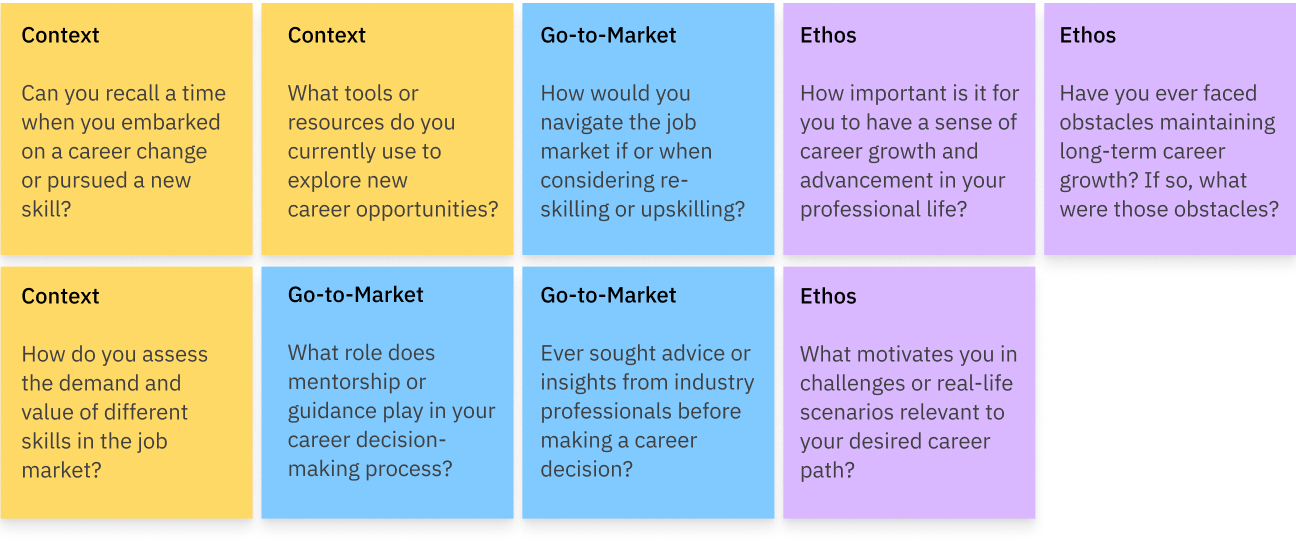 Context
Can you recall a time
when you embarked
on a career change
or pursued a new
skill?
Context
What tools or
resources do you
currently use to
explore new
career opportunities?
Go-to-Market
How would you
navigate the job
market if or when
considering re-
skilling or upskilling?
Ethos
How important is it for
you to have a sense of
career growth and
advancement in your
professional life?
Ethos
Have you ever faced
obstacles maintaining
long-term career
growth? If so, what
were those obstacles?
Context
How do you assess
the demand and
value of different
skills in the job
market?
Go-to-Market
What role does
mentorship or
guidance play in your
career decision-
making process?
Go-to-Market
Ever sought advice or
insights from industry
professionals before
making a career
decision?
Ethos
What motivates you in
challenges or real-life
scenarios relevant to
your desired career
path?